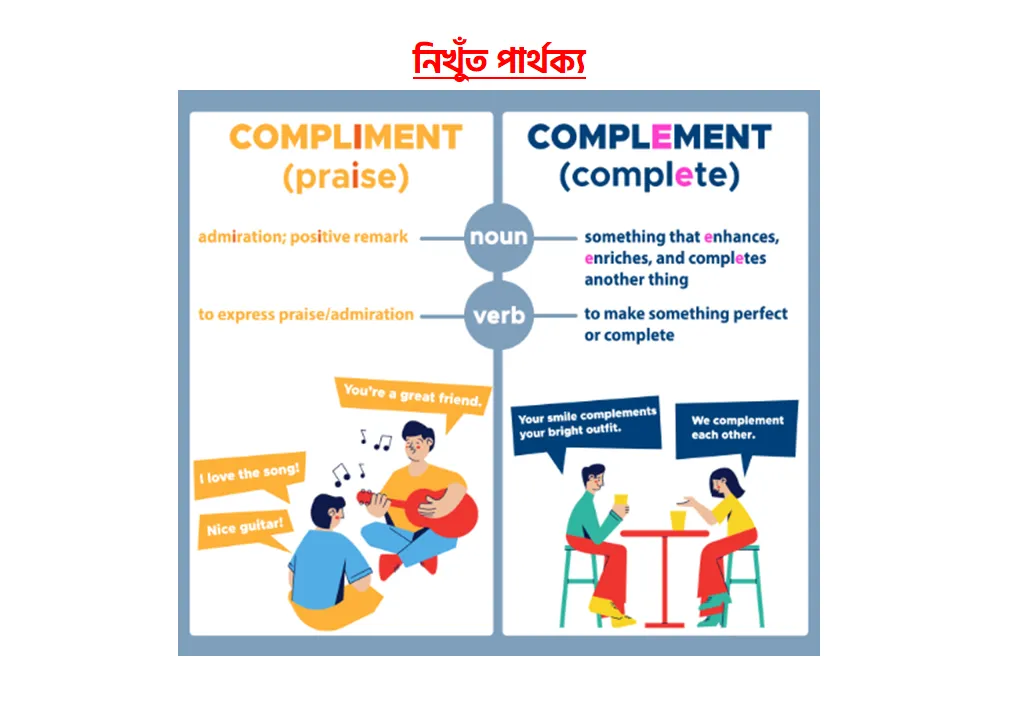 নিখুঁত পার্থক্য
COMPLIMENT
(praise)
admiration; positive remark
to express praise/admiration
noun
verb
COMPLEMENT
(complete)
something that enhances,
enriches, and completes
another thing
to make something perfect
or complete
You're a great friend.
I love the song!
Nice guitar!
Your smile complements
your bright outfit.
We complement
each other.